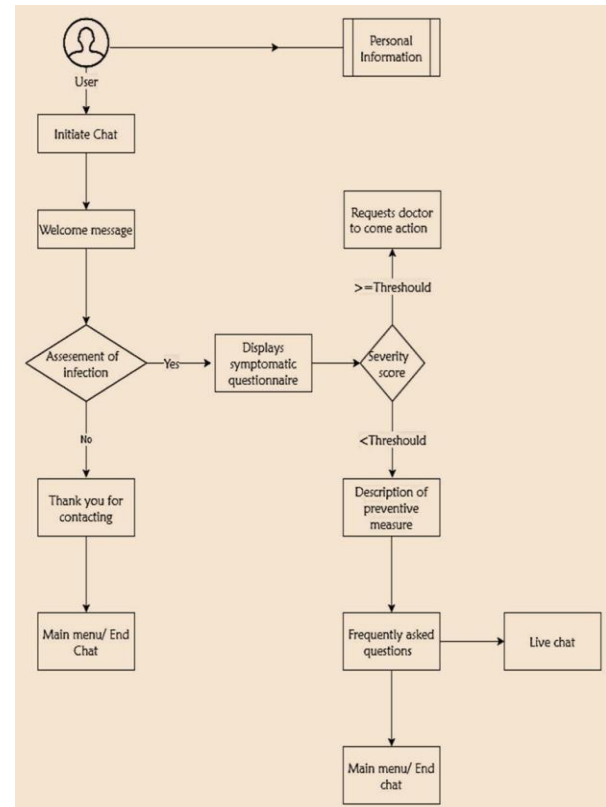 Personal
Information
User
Initiate Chat
Welcome message
Requests doctor
to come action
>=Threshould
Assesment of
infection
Yes
Displays
symptomatic
questionnaire
Severity
score
No
<Threshould
Thank you for
contacting
Description of
preventive
measure
Main menu/ End
Chat
Frequently asked
questions
Live chat
Main menu/ End
chat